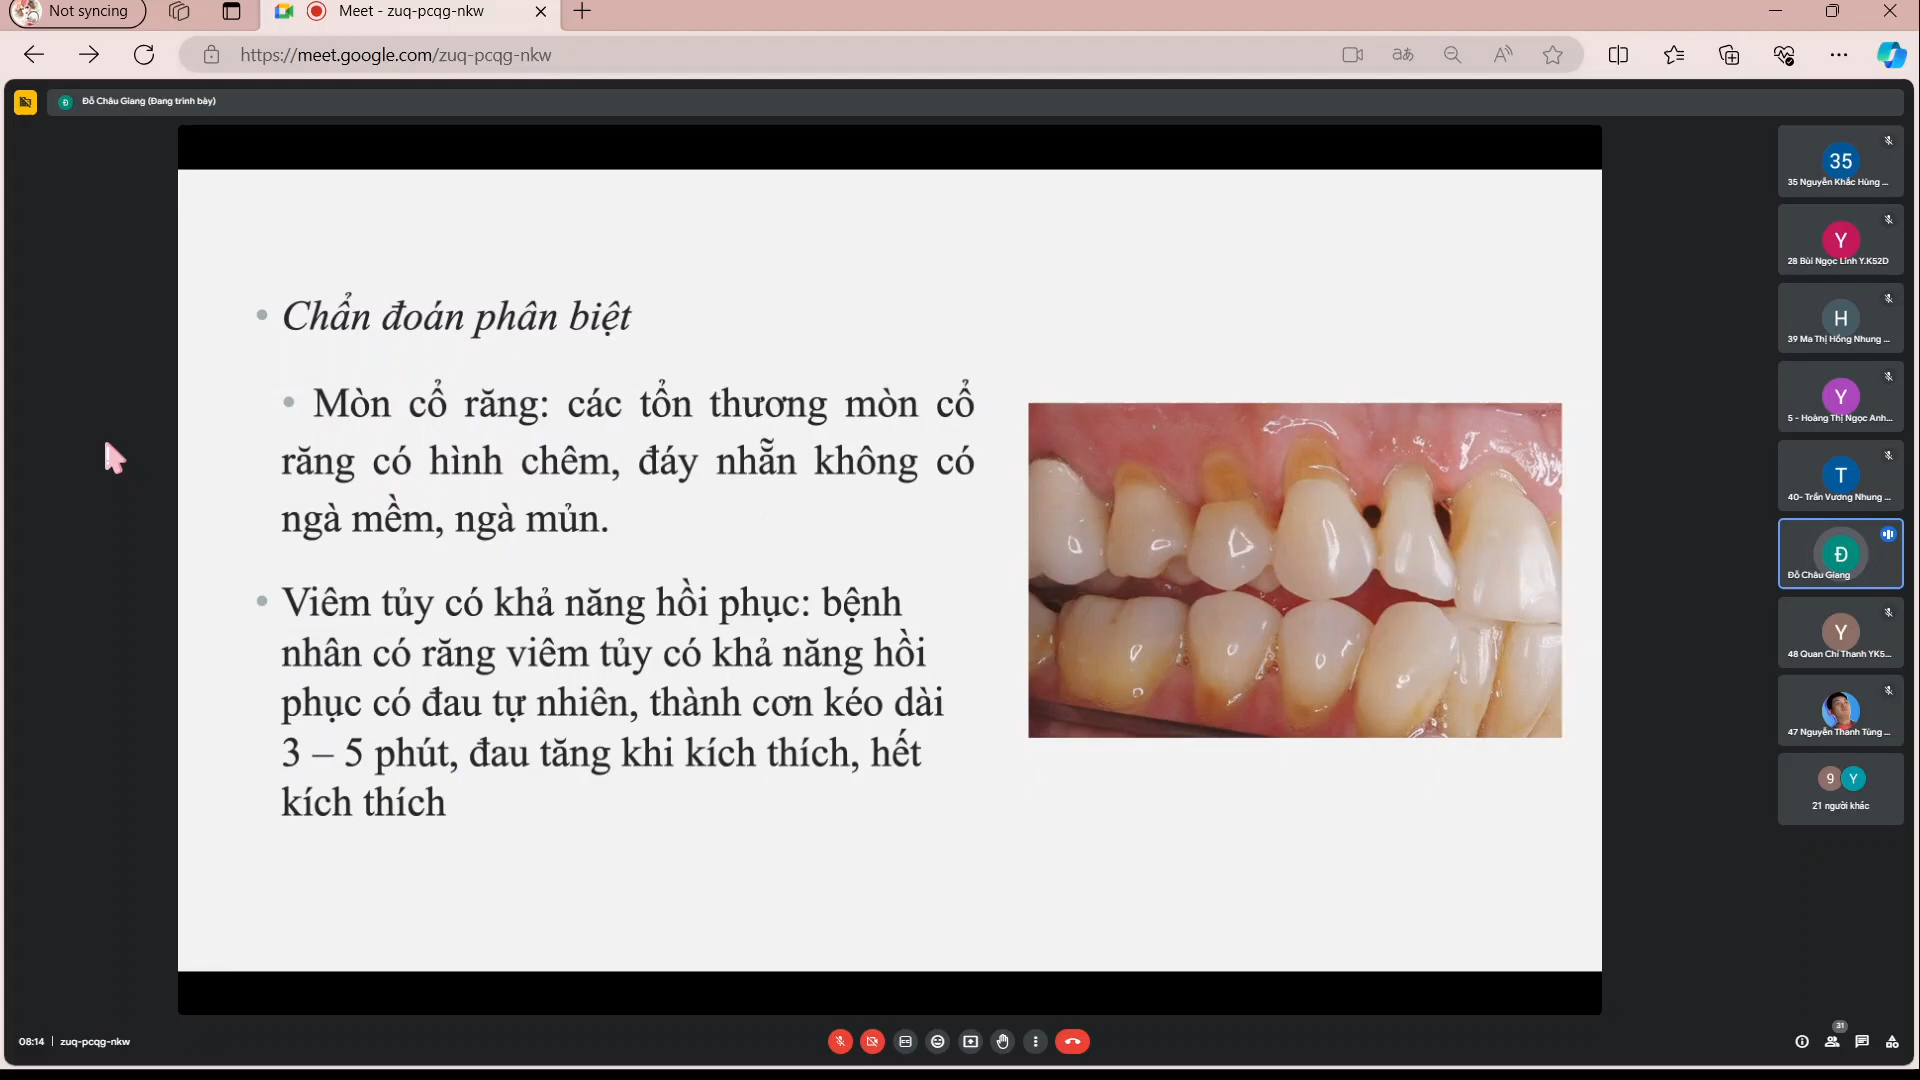 Not syncing
Meet - zuq-pcqg-nkw
https://meet.google.com/zuq-pcqg-nkw
Đỗ Châu Giang (Đang trình bày)
• Chẩn đoán phân biệt
• Mòn cổ răng: các tổn thương mòn cổ
răng có hình chêm, đáy nhẵn không có
ngà mềm, ngà mủn.
• Viêm tủy có khả năng hồi phục: bệnh
nhân có răng viêm tủy có khả năng hồi
phục có đau tự nhiên, thành cơn kéo dài
3 – 5 phút, đau tăng khi kích thích, hết
kích thích
35
35 Nguyễn Khắc Hùng ...
Y
28 Bùi Ngọc Linh Y.K52D
H
39 Ma Thị Hồng Nhung ...
Y
5 - Hoàng Thị Ngọc Anh...
T
40- Trần Vương Nhung ...
Đ
Đỗ Châu Giang
Y
48 Quan Chí Thanh YK5...
47 Nguyễn Thanh Tùng ...
9 Y
21 người khác
08:14 | zuq-pcqg-nkw
31